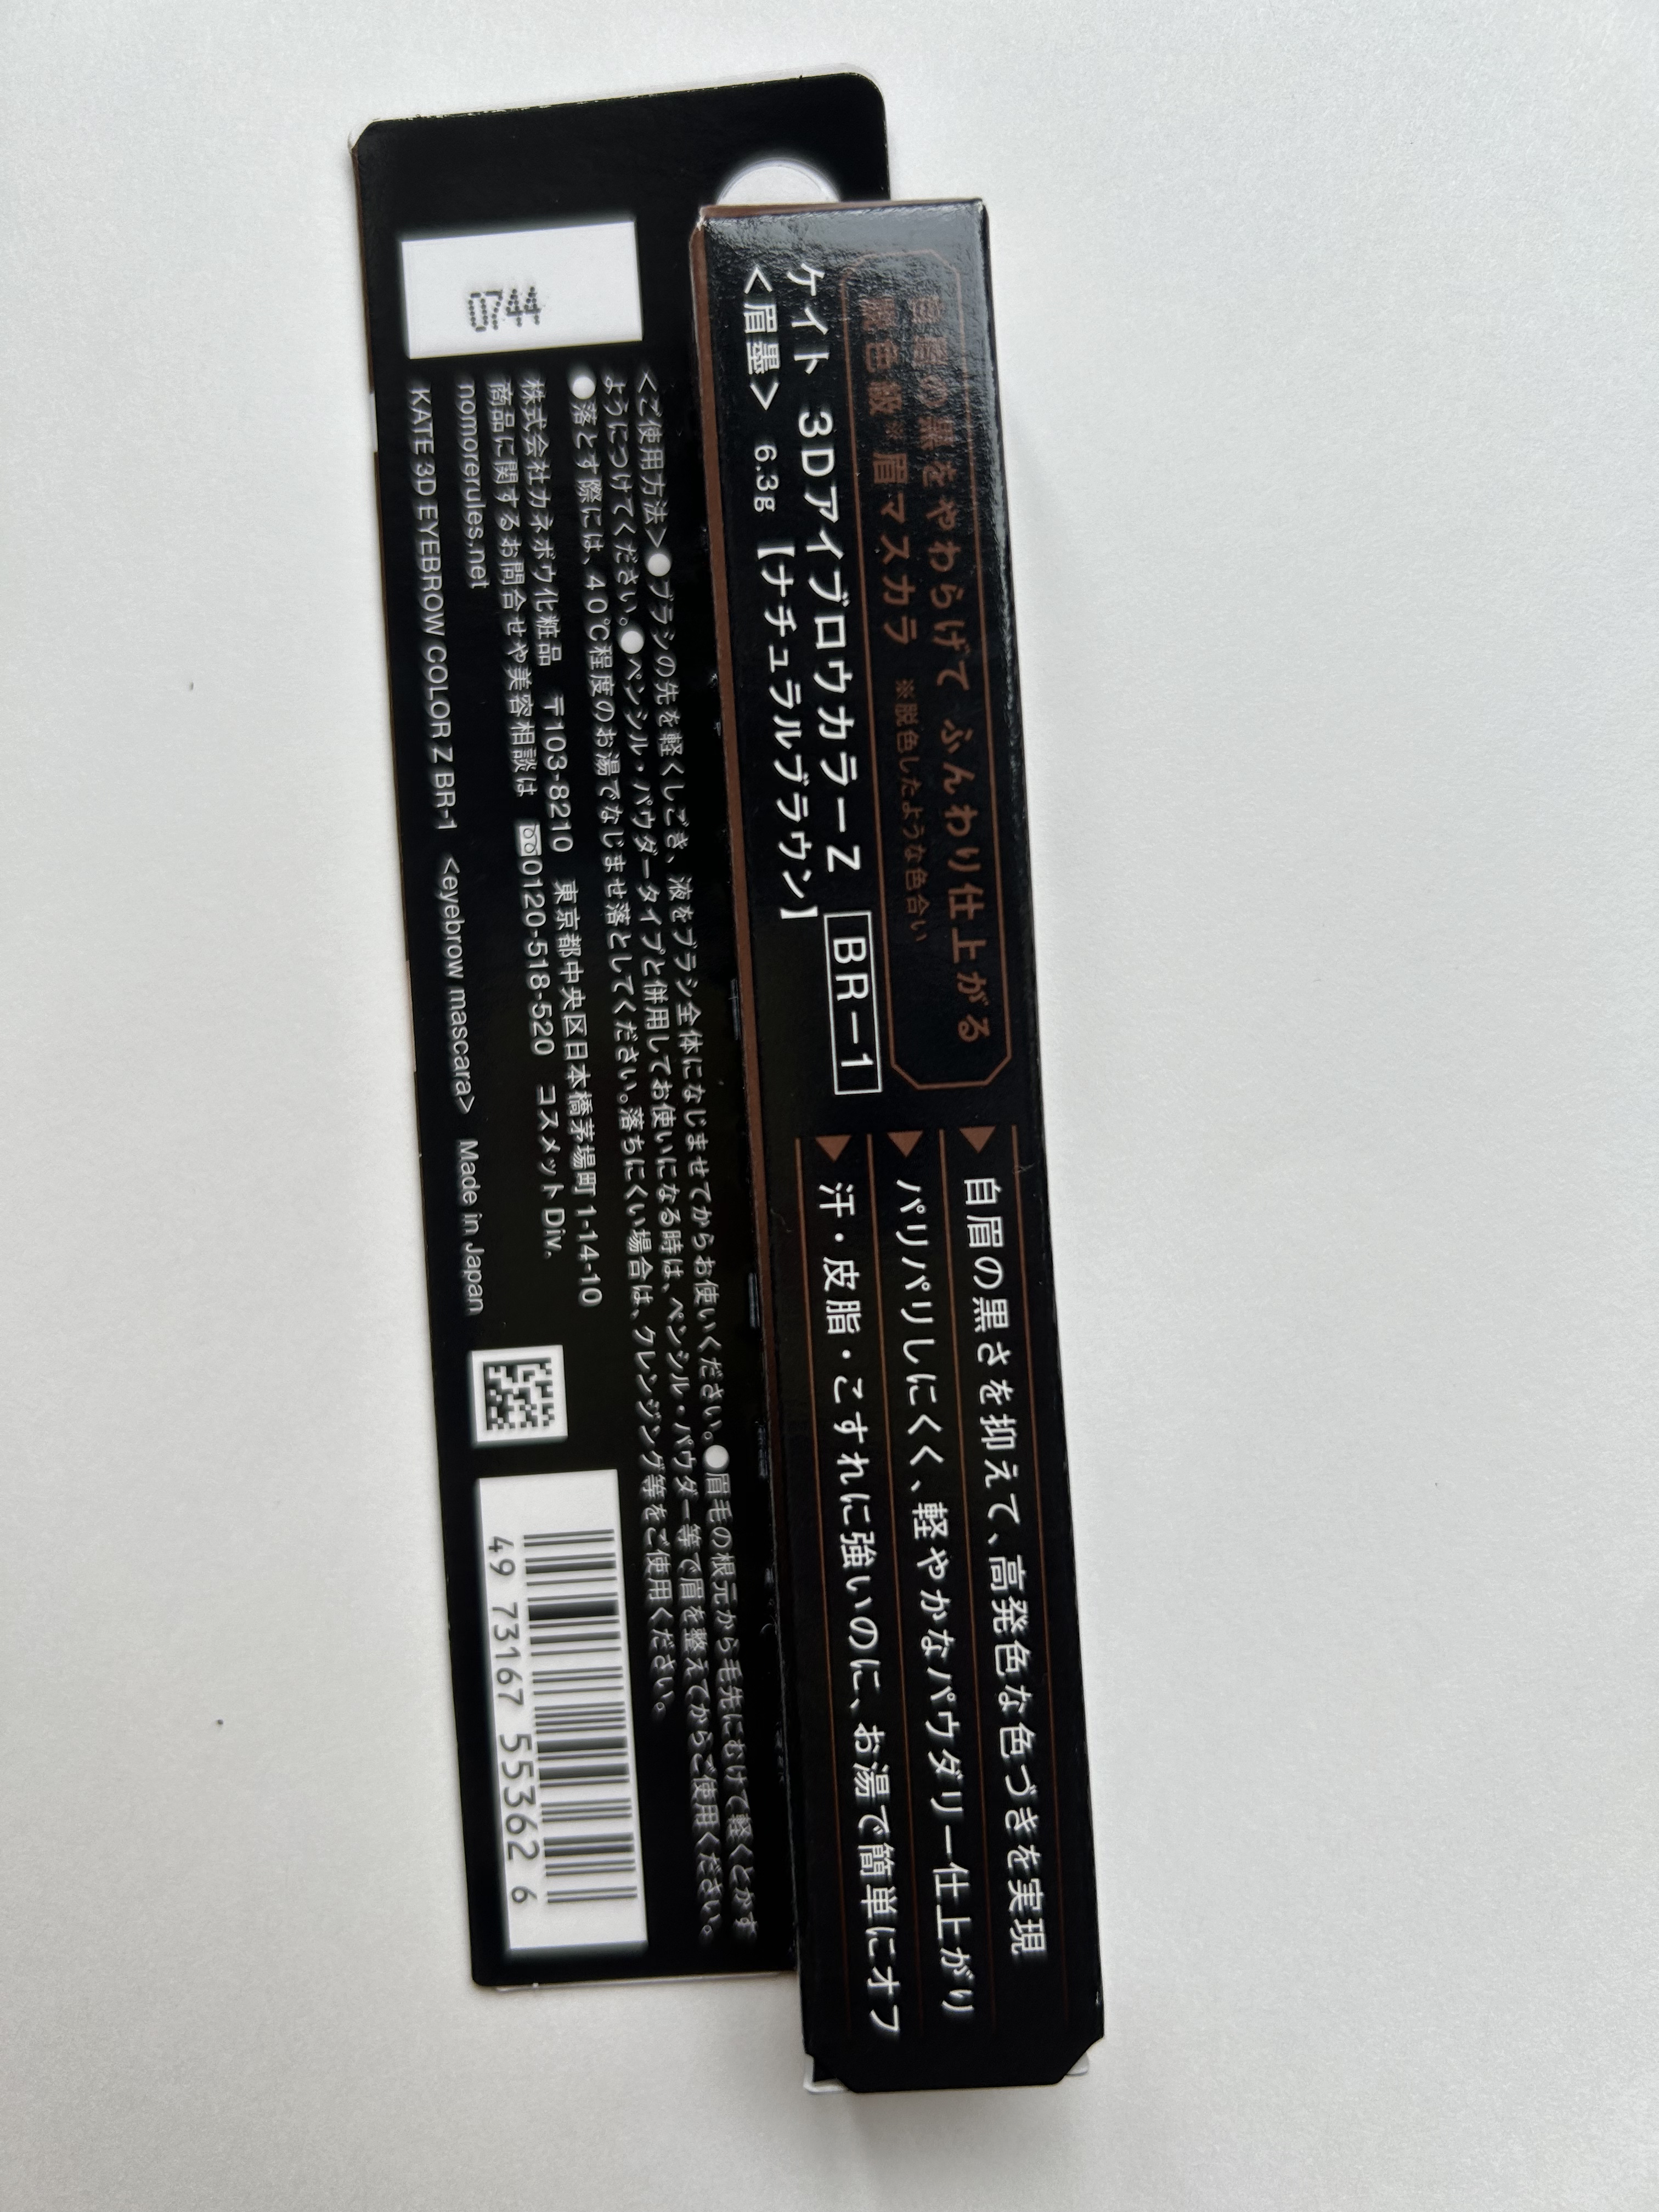 自眉の黒をやわらげて ふんわり仕上がる
脱色級※眉マスカラ ※脱色したような色合い
ケイト 3Dアイブロウカラー Z BR-1
<眉墨> 6.3g 【ナチュラルブラウン】
自眉の黒さを抑えて、高発色な色づきを実現
パリパリしにくく、軽やかなパウダリー仕上がり
汗・皮脂・こすれに強いのに、お湯で簡単にオフ
0744
<ご使用方法>●ブラシの先を軽くしごき、液をブラシ全体になじませてからお使いください。●眉毛の根元から毛先にむけて軽くとかす
ようにつけてください。●ペンシル・パウダータイプと併用してお使いになる時は、ペンシル・パウダー等で眉を整えてからご使用ください。
●落とす際には、40℃程度のお湯でなじませ落としてください。落ちにくい場合は、クレンジング等をご使用ください。
株式会社カネボウ化粧品 〒103-8210 東京都中央区日本橋茅場町1-14-10
商品に関するお問合せや美容相談は 0120-518-520 コスメットDiv.
nomorerules.net
KATE 3D EYEBROW COLOR Z BR-1 <eyebrow mascara> Made in Japan
49 73167 55362 6